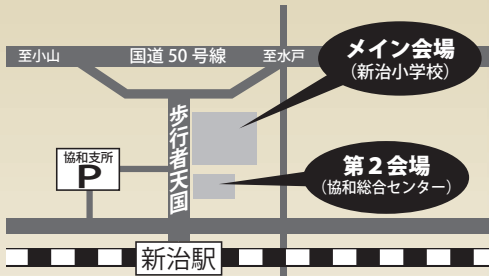 至小山
国道50号線
至水戸
メイン会場
（新治小学校）
歩行者天国
協和支所
P
第2会場
（協和総合センター）
新治駅